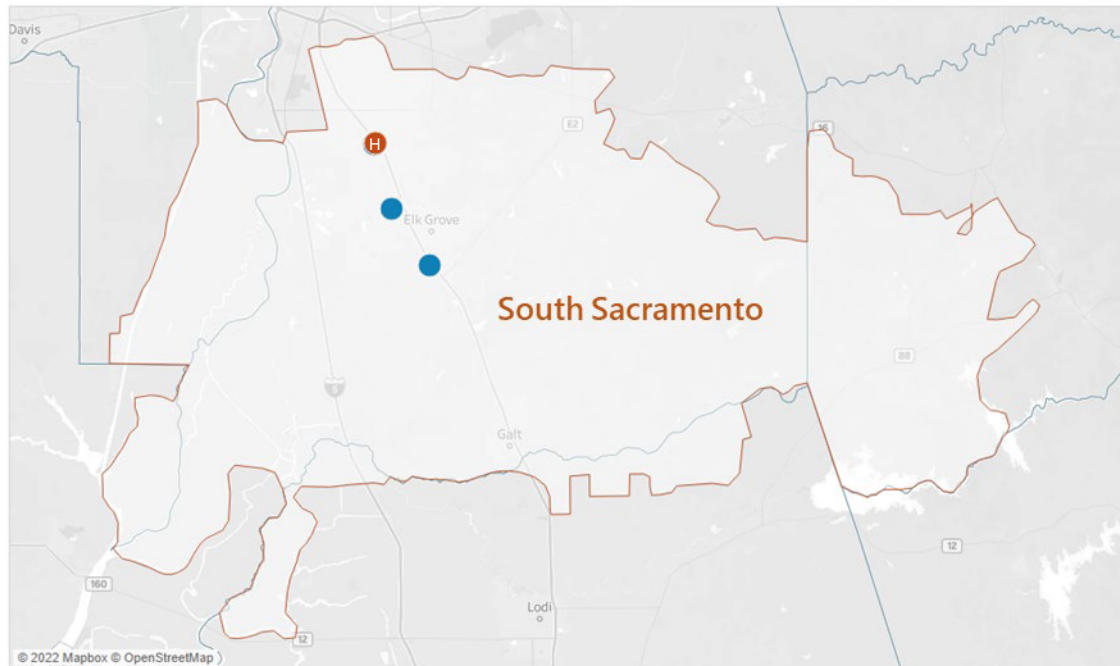 Davis
16
E2
H
Elk Grove
South Sacramento
88
5
Galt
12
160
Lodi
12
© 2022 Mapbox © OpenStreetMap